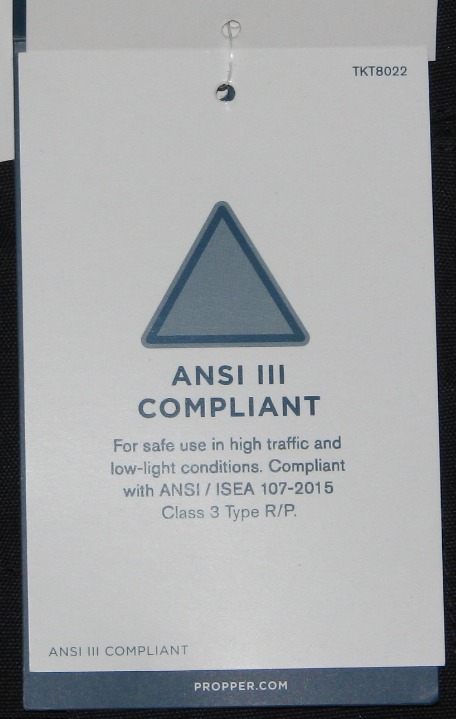 TKT8022
ANSI III
COMPLIANT
For safe use in high traffic and
low-light conditions. Compliant
with ANSI / ISEA 107-2015
Class 3 Type R/P.
ANSI III COMPLIANT
PROPPER.COM